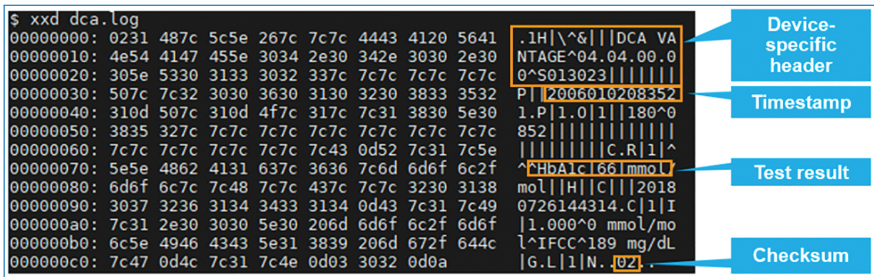 $ xxd dca.log
00000000: 0231 487c 5c5e 267c 7c7c 4443 4120 5641 .1H|\^&|||DCA VA
00000010: 4e54 4147 455e 3034 2e30 342e 3030 2e30 NTAGE^04.04.00.0
00000020: 305e 5330 3133 3032 337c 7c7c 7c7c 7c7c 0^S013023|||||||
00000030: 507c 7c32 3030 3630 3130 3230 3833 3532 P||2006010208352
00000040: 310d 507c 310d 4f7c 317c 7c31 3830 5e30 1.P|1.O|1||180^0
00000050: 3835 327c 7c7c 7c7c 7c7c 7c7c 7c7c 7c7c 852|||||||||||||
00000060: 7c7c 7c7c 7c7c 7c7c 7c43 0d52 7c31 7c5e |||||||||C.R|1|^
00000070: 5e5e 4862 4131 637c 3636 7c6d 6d6f 6c2f ^^HbA1c|66|mmol/
00000080: 6d6f 6c7c 7c48 7c7c 437c 7c7c 3230 3138 mol||H||C|||2018
00000090: 3037 3236 3134 3433 3134 0d43 7c31 7c49 0726144314.C|1|I
000000a0: 7c31 2e30 3030 5e30 206d 6d6f 6c2f 6d6f |1.000^0 mmol/mo
000000b0: 6c5e 4946 4343 5e31 3839 206d 672f 644c l^IFCC^189 mg/dL
000000c0: 7c47 0d4c 7c31 7c4e 0d03 3032 0d0a |G.L|1|N..02..
Device-
specific
header
Timestamp
Test result
Checksum